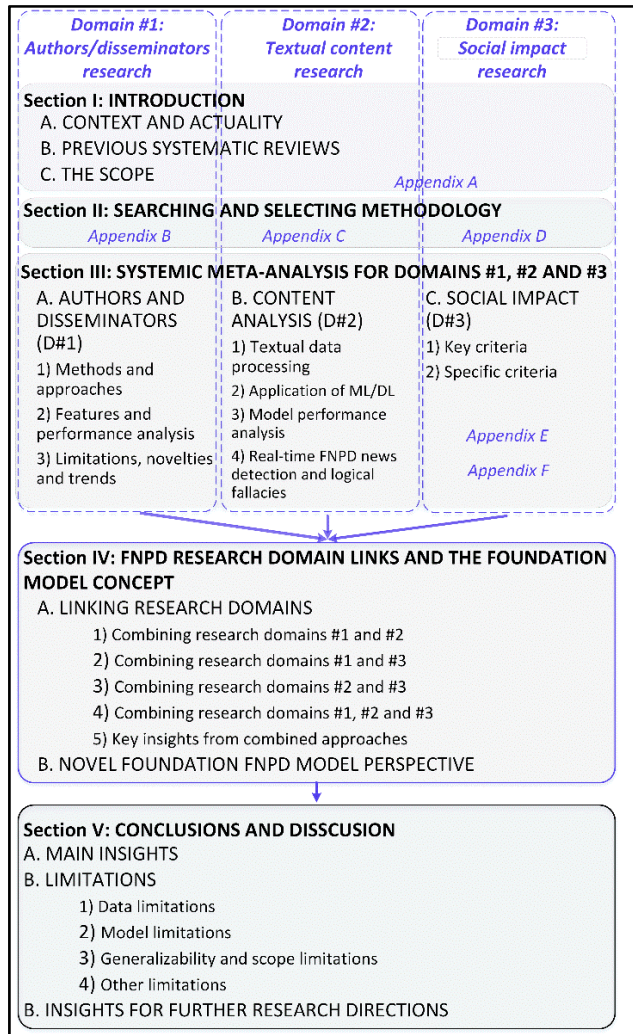 Domain #1:
Authors/disseminators
research
Domain #2:
Textual content
research
Domain #3:
Social impact
research
Section I: INTRODUCTION
A. CONTEXT AND ACTUALITY
B. PREVIOUS SYSTEMATIC REVIEWS
C. THE SCOPE
Appendix A
Section II: SEARCHING AND SELECTING METHODOLOGY
Appendix B
Appendix C
Appendix D
Section III: SYSTEMIC META-ANALYSIS FOR DOMAINS #1, #2 AND #3
A. AUTHORS AND
DISSEMINATORS
(D#1)
1) Methods and
approaches
2) Features and
performance analysis
3) Limitations, novelties
and trends
B. CONTENT
ANALYSIS (D#2)
1) Textual data
processing
2) Application of ML/DL
3) Model performance
analysis
4) Real-time FNPD news
detection and logical
fallacies
C. SOCIAL IMPACT
(D#3)
1) Key criteria
2) Specific criteria
Appendix E
Appendix F
Section IV: FNPD RESEARCH DOMAIN LINKS AND THE FOUNDATION
MODEL CONCEPT
A. LINKING RESEARCH DOMAINS
1) Combining research domains #1 and #2
2) Combining research domains #1 and #3
3) Combining research domains #2 and #3
4) Combining research domains #1, #2 and #3
5) Key insights from combined approaches
B. NOVEL FOUNDATION FNPD MODEL PERSPECTIVE
Section V: CONCLUSIONS AND DISSCUSION
A. MAIN INSIGHTS
B. LIMITATIONS
1) Data limitations
2) Model limitations
3) Generalizability and scope limitations
4) Other limitations
B. INSIGHTS FOR FURTHER RESEARCH DIRECTIONS